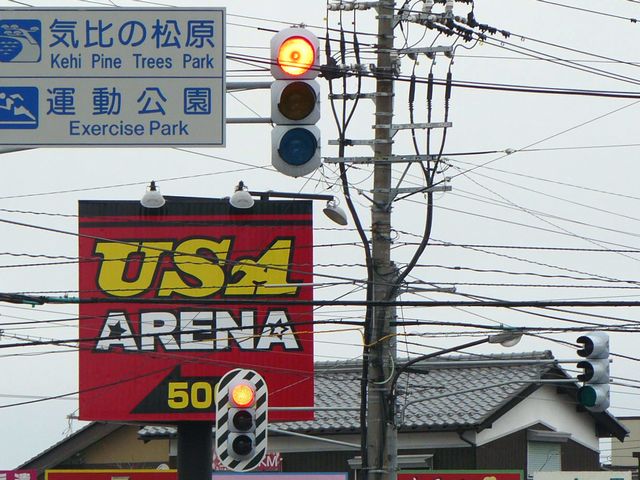 気比の松原
Kehi Pine Trees Park
運動公園
Exercise Park
USA
ARENA
50